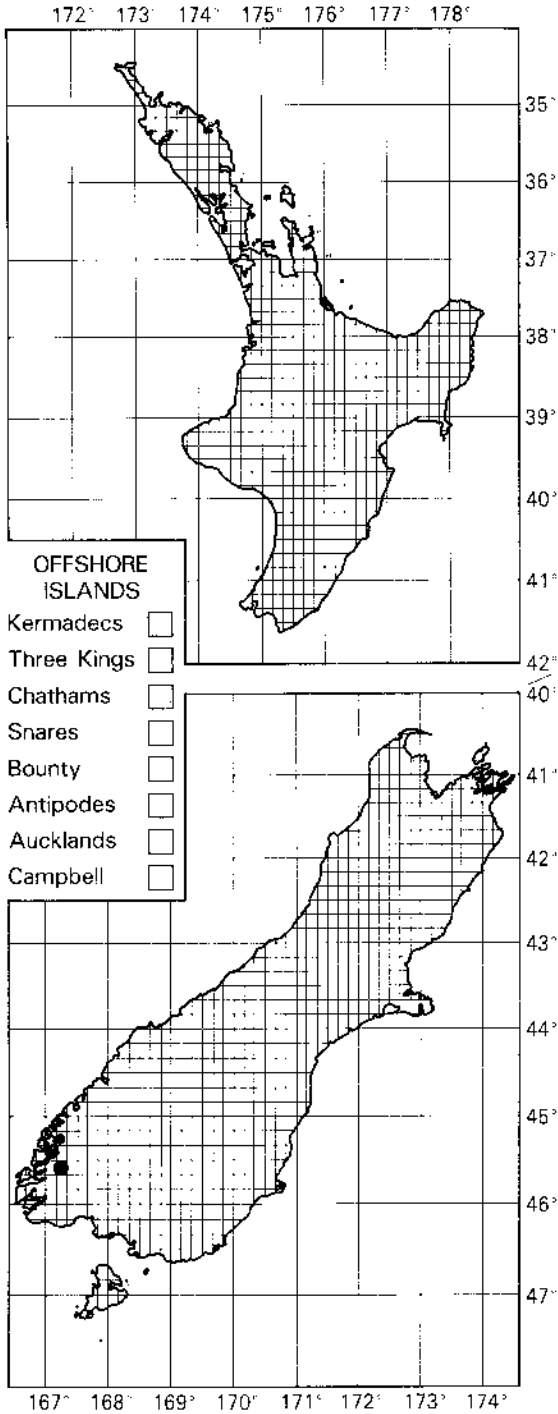 172° 173° 174° 175° 176° 177° 178°
35°
36°
37°
38°
39°
40°
41°
42°
OFFSHORE
ISLANDS
Kermadecs
Three Kings
Chathams
Snares
Bounty
Antipodes
Aucklands
Campbell
40°
41°
42°
43°
44°
45°
46°
47°
167° 168° 169° 170° 171° 172° 173° 174°